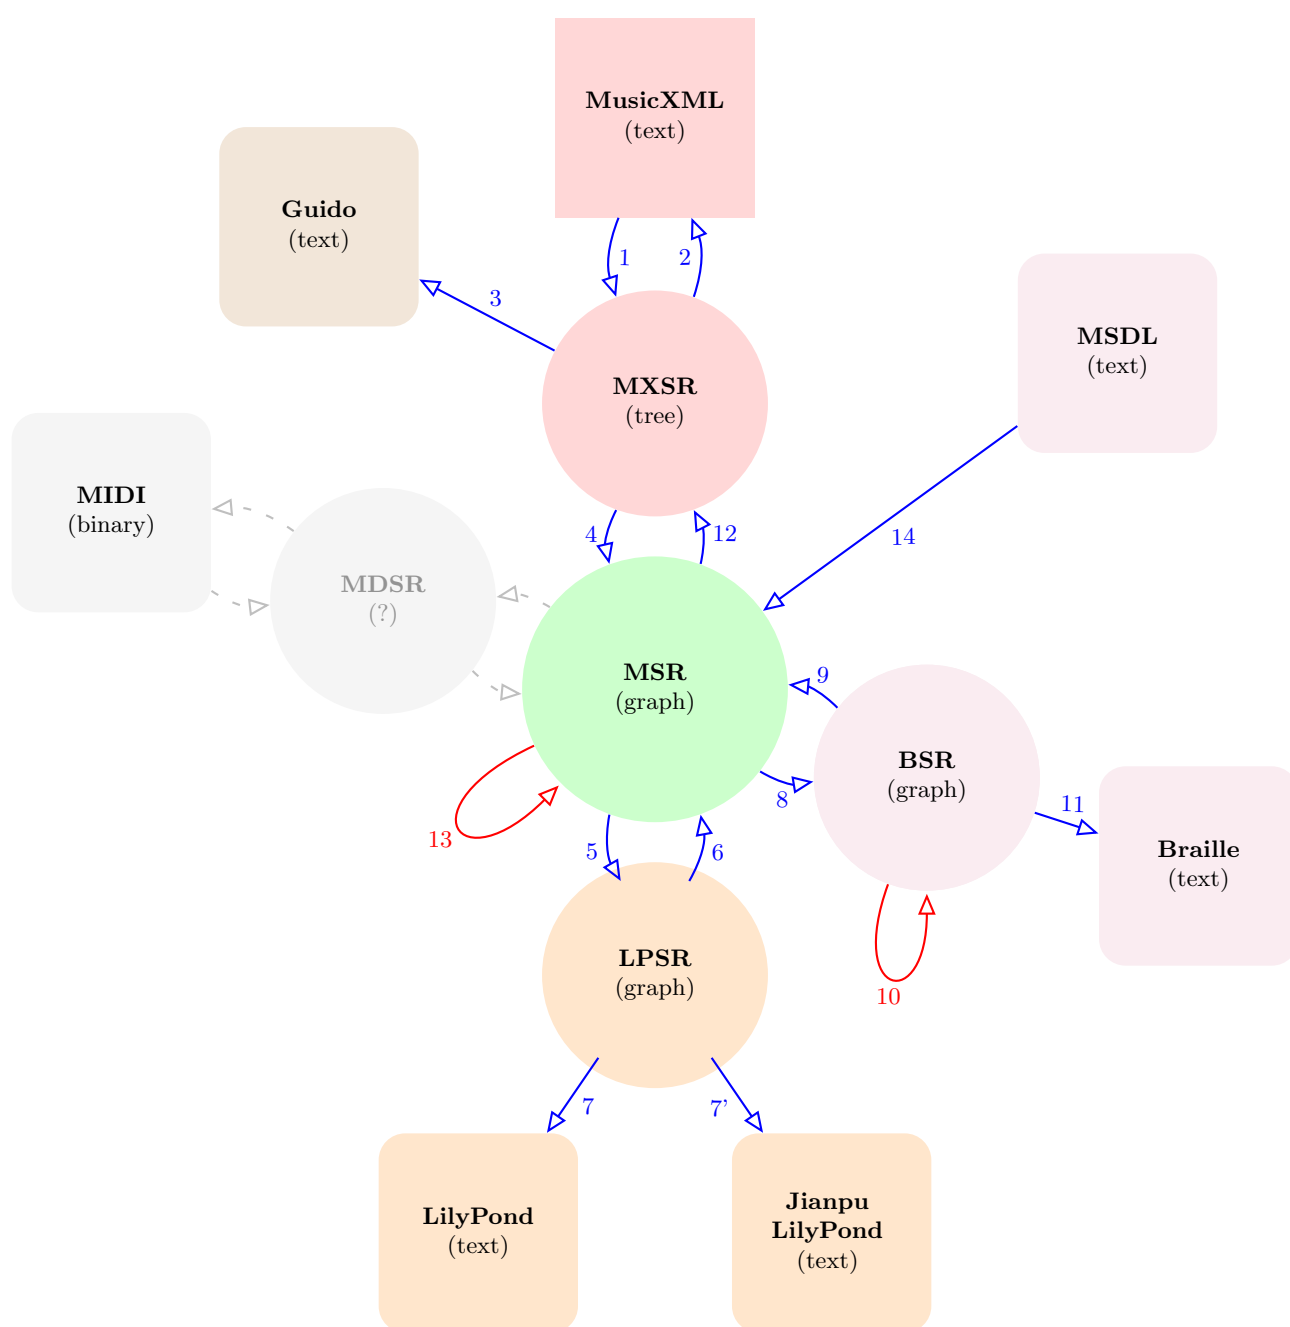 MusicXML
(text)
Guido
(text)
1
2
3
MSDL
(text)
MXSR
(tree)
MIDI
(binary)
4
12
14
MDSR
(?)
MSR
(graph)
9
8
BSR
(graph)
11
13
5
6
Braille
(text)
LPSR
(graph)
10
7
7'
LilyPond
(text)
Jianpu
LilyPond
(text)